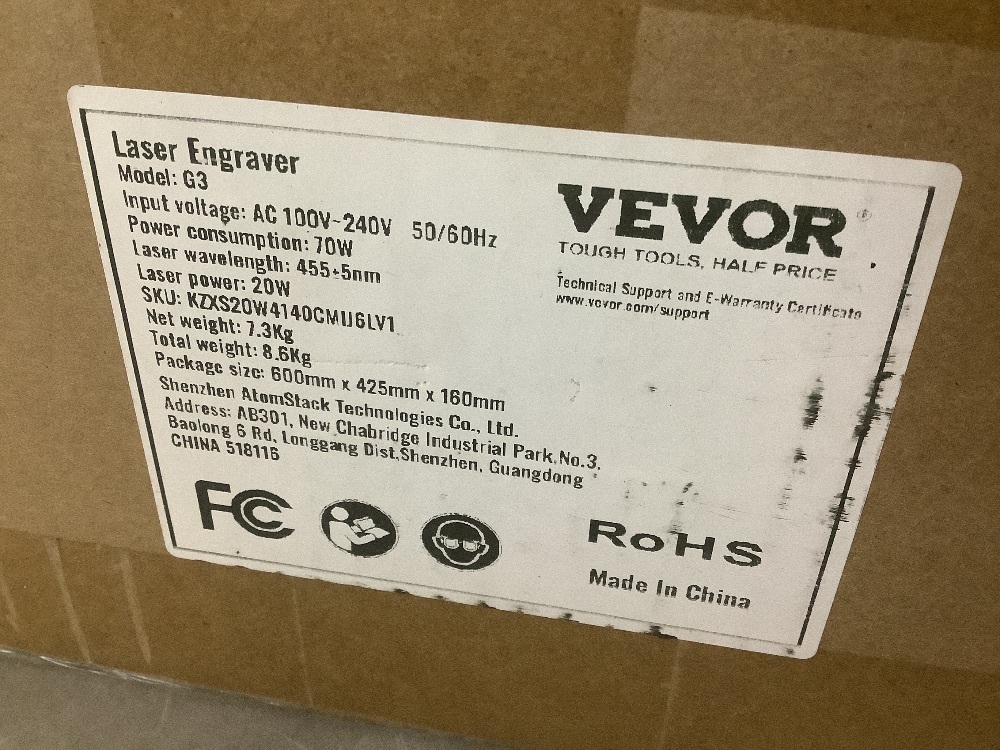 Laser Engraver
Model: G3
Input voltage: AC 100V~240V 50/60Hz
Power consumption: 70W
Laser wavelength: 455±5nm
Laser power: 20W
SKU: KZXS20W4140CMIJ6LV1
Net weight: 7.3Kg
Total weight: 8.6Kg
Package size: 600mm x 425mm x 160mm
Shenzhen AtomStack Technologies Co., Ltd.
Address: AB301, New Chabridge Industrial Park,No.3,
Baolong 6 Rd, Longgang Dist,Shenzhen, Guangdong
CHINA 518116
VEVOR®
TOUGH TOOLS, HALF PRICE
Technical Support and E-Warranty Certificate
www.vevor.com/support
FC
RoHS
Made In China